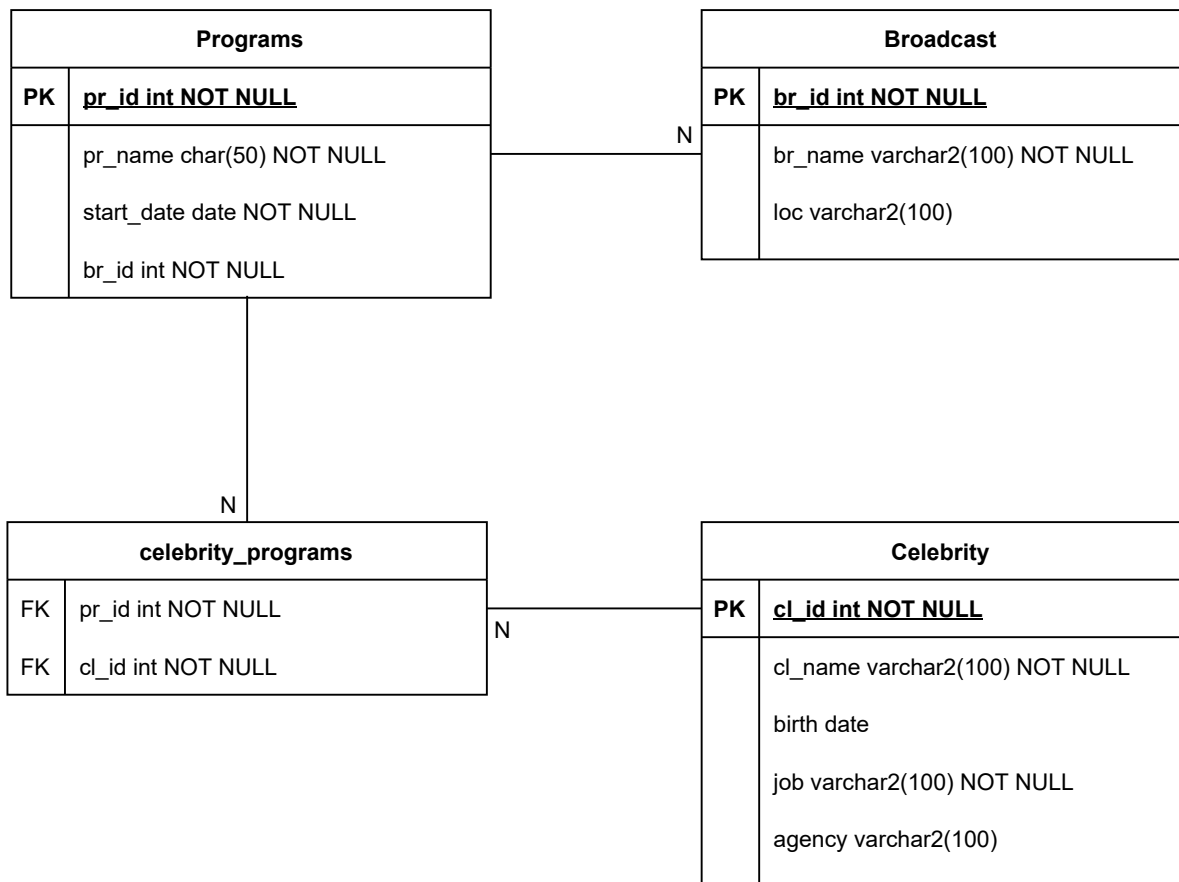 Programs
PK pr_id int NOT NULL
pr_name char(50) NOT NULL
start_date date NOT NULL
br_id int NOT NULL
Broadcast
PK br_id int NOT NULL
br_name varchar2(100) NOT NULL
loc varchar2(100)
N
N
celebrity_programs
FK pr_id int NOT NULL
FK cl_id int NOT NULL
N
Celebrity
PK cl_id int NOT NULL
cl_name varchar2(100) NOT NULL
birth date
job varchar2(100) NOT NULL
agency varchar2(100)